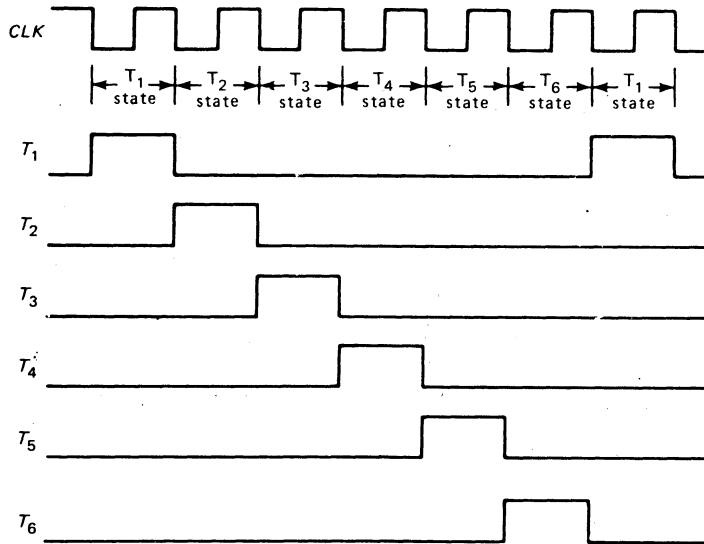 CLK
T1 state
T2 state
T3 state
T4 state
T5 state
T6 state
T1 state
T1
T2
T3
T4
T5
T6